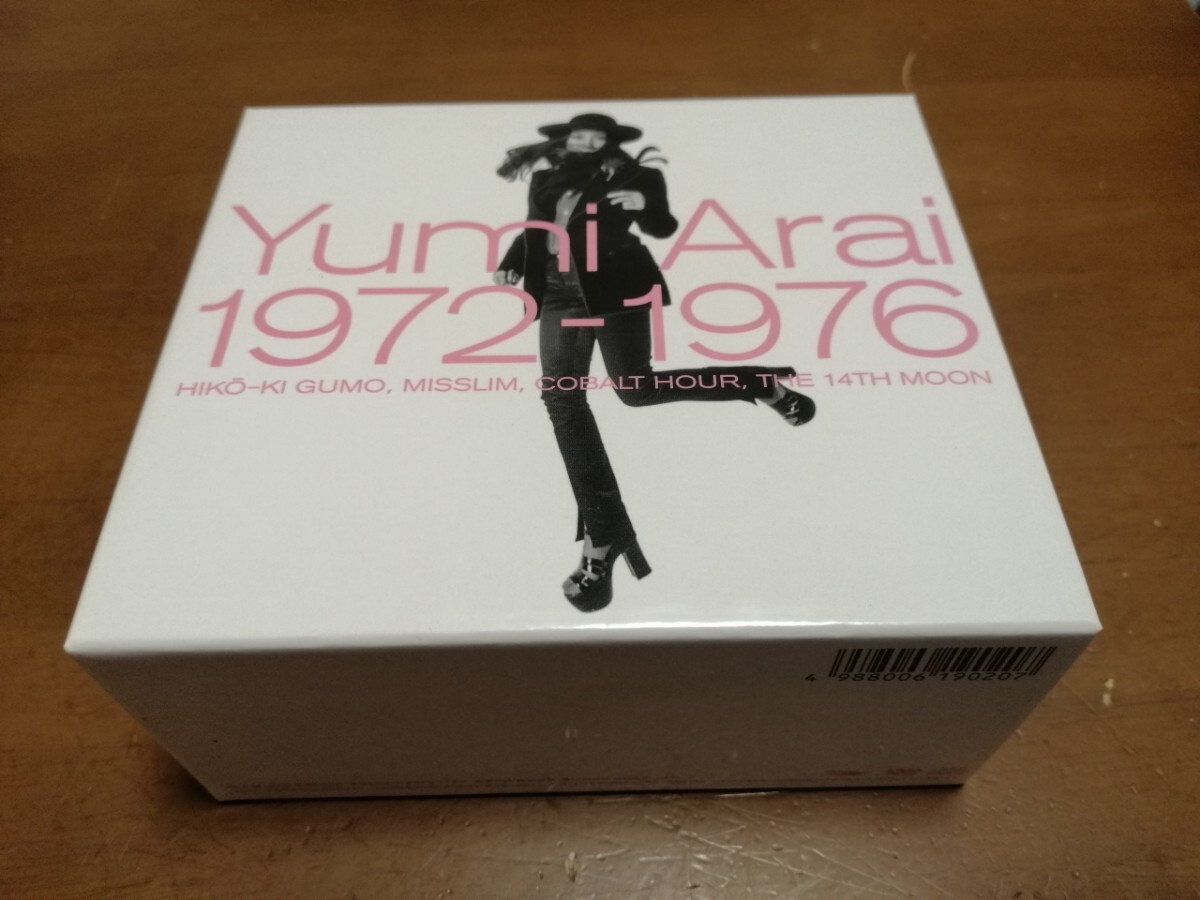 Yumi Arai
1972-1976
HIKŌ-KI GUMO, MISSLIM, COBALT HOUR, THE 14TH MOON
4 988006 190207